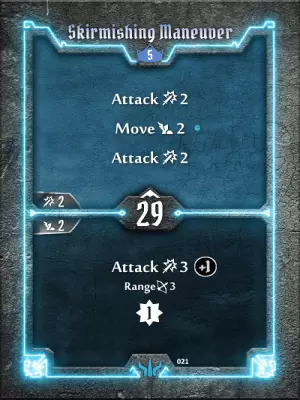 Skirmishing Maneuver
5
Attack 2
Move 2
Attack 2
2
29
2
Attack 3 +1
Range 3
1
021